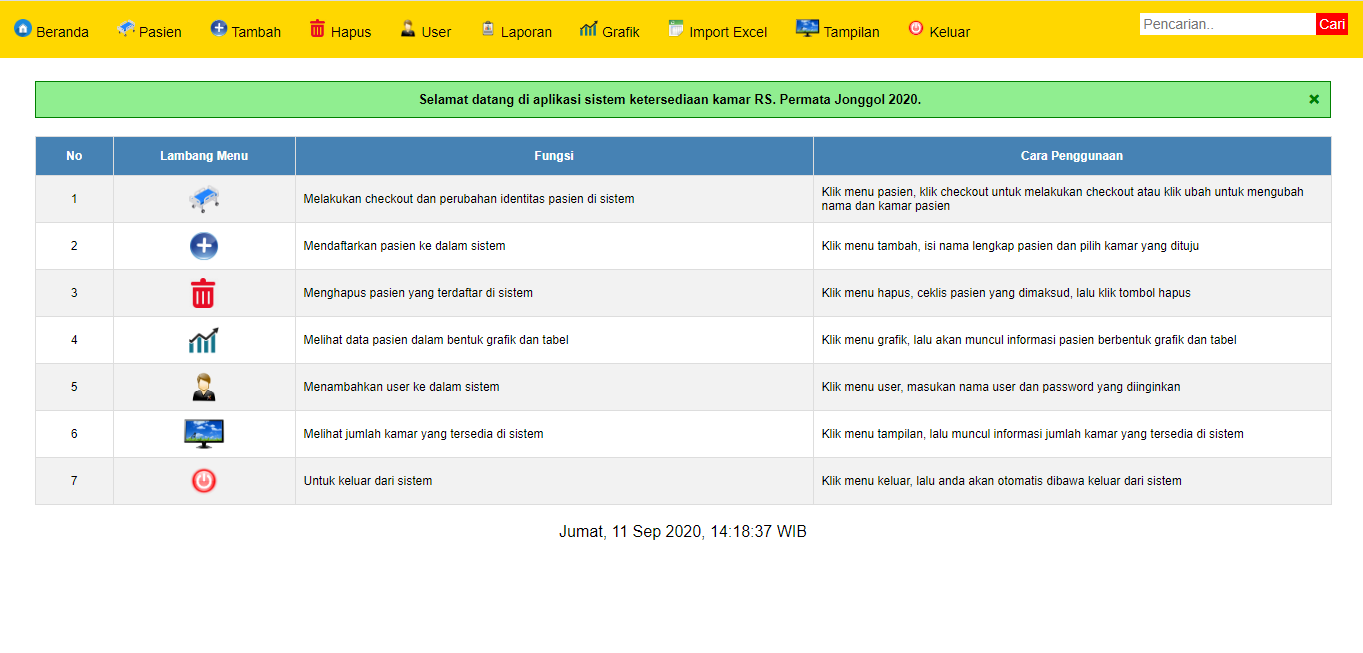 Beranda Pasien Tambah Hapus User Laporan Grafik Import Excel Tampilan Keluar Pencarian.. Cari
Selamat datang di aplikasi sistem ketersediaan kamar RS. Permata Jonggol 2020. ×
No Lambang Menu Fungsi Cara Penggunaan
1 Melakukan checkout dan perubahan identitas pasien di sistem Klik menu pasien, klik checkout untuk melakukan checkout atau klik ubah untuk mengubah
nama dan kamar pasien
2 Mendaftarkan pasien ke dalam sistem Klik menu tambah, isi nama lengkap pasien dan pilih kamar yang dituju
3 Menghapus pasien yang terdaftar di sistem Klik menu hapus, ceklis pasien yang dimaksud, lalu klik tombol hapus
4 Melihat data pasien dalam bentuk grafik dan tabel Klik menu grafik, lalu akan muncul informasi pasien berbentuk grafik dan tabel
5 Menambahkan user ke dalam sistem Klik menu user, masukan nama user dan password yang diinginkan
6 Melihat jumlah kamar yang tersedia di sistem Klik menu tampilan, lalu muncul informasi jumlah kamar yang tersedia di sistem
7 Untuk keluar dari sistem Klik menu keluar, lalu anda akan otomatis dibawa keluar dari sistem
Jumat, 11 Sep 2020, 14:18:37 WIB